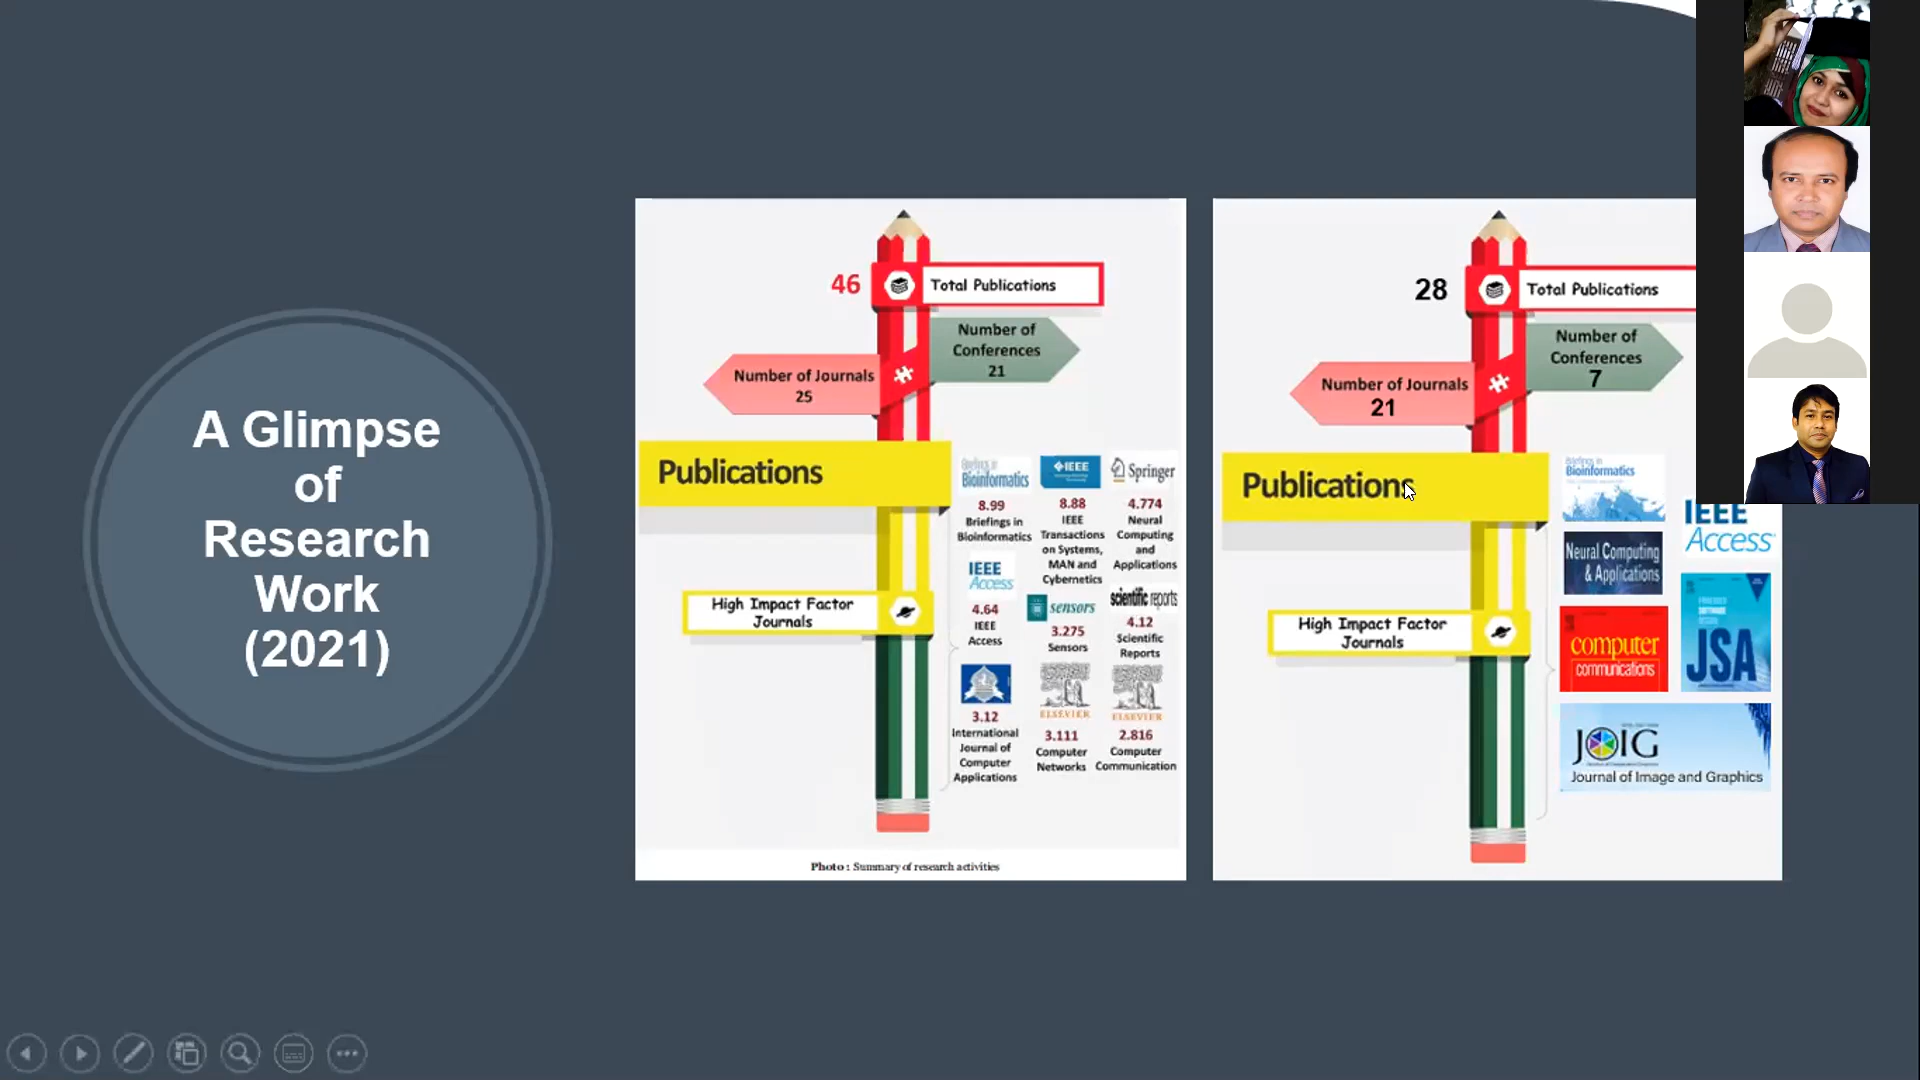 A Glimpse
of
Research
Work
(2021)
46
Total Publications
Number of
Conferences
21
Number of Journals
25
Publications
High Impact Factor
Journals
Briefings in
Bioinformatics
8.99
Briefings in
Bioinformatics
IEEE
8.88
IEEE
Transactions
on Systems,
MAN and
Cybernetics
Springer
4.774
Neural
Computing
and
Applications
IEEE
Access
4.64
IEEE
Access
sensors
3.275
Sensors
scientific reports
4.12
Scientific
Reports
3.12
International
Journal of
Computer
Applications
ELSEVIER
3.111
Computer
Networks
ELSEVIER
2.816
Computer
Communication
Photo : Summary of research activities
28
Total Publications
Number of
Conferences
7
Number of Journals
21
Publications
High Impact Factor
Journals
Briefings in
Bioinformatics
IEEE
Access
Neural Computing
& Applications
computer
communications
EMBEDDED
SOFTWARE
DESIGN
JSA
JOIG
Journal of Image and Graphics